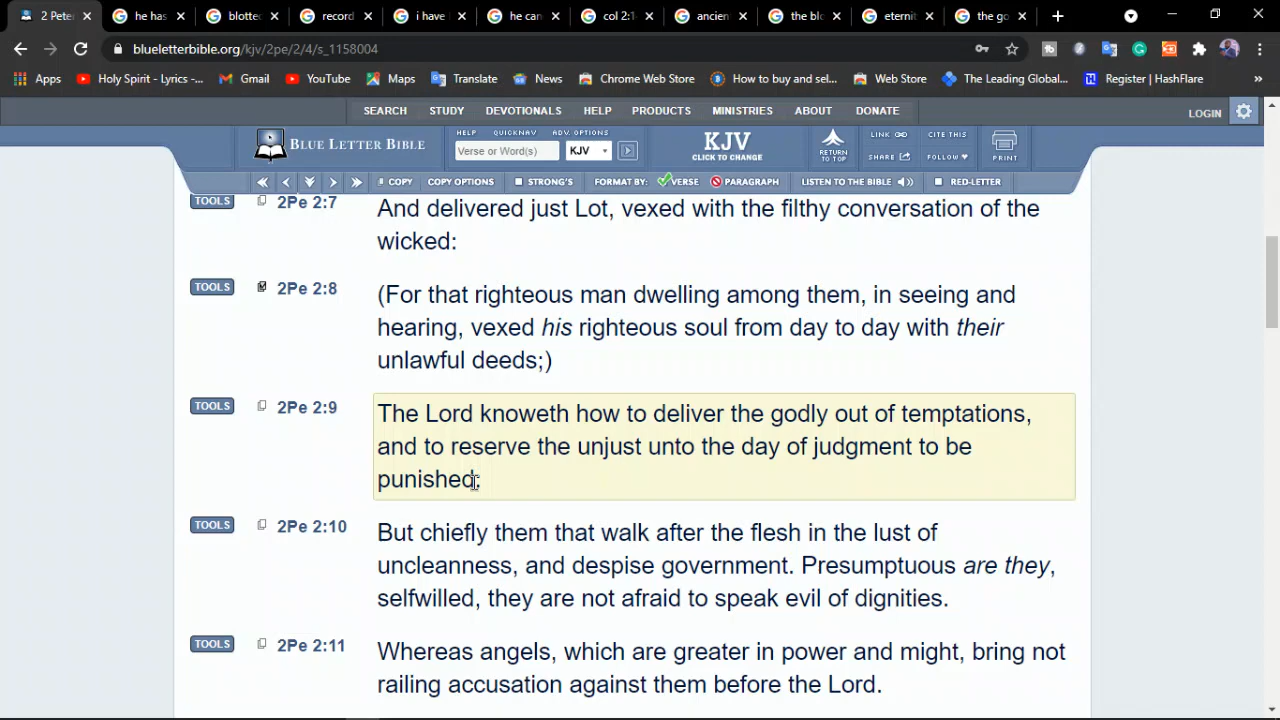 2 Peter
he has
blotted
record
i have
he can
col 2:1
ancien
the blo
eternit
the go
blueletterbible.org/kjv/2pe/2/4/s_1158004
Apps
Holy Spirit - Lyrics -...
Gmail
YouTube
Maps
Translate
News
Chrome Web Store
How to buy and sel...
Web Store
The Leading Global...
Register | HashFlare
»
SEARCH STUDY DEVOTIONALS HELP PRODUCTS MINISTRIES ABOUT DONATE
LOGIN
BLUE LETTER BIBLE
HELP QUICKNAV ADV. OPTIONS
Verse or Word(s) KJV
KJV
CLICK TO CHANGE
RETURN
TO TOP
LINK CITE THIS
SHARE FOLLOW
PRINT
COPY COPY OPTIONS STRONG'S FORMAT BY: VERSE PARAGRAPH LISTEN TO THE BIBLE RED-LETTER
TOOLS 2Pe 2:7 And delivered just Lot, vexed with the filthy conversation of the
wicked:
TOOLS 2Pe 2:8 (For that righteous man dwelling among them, in seeing and
hearing, vexed his righteous soul from day to day with their
unlawful deeds;)
TOOLS 2Pe 2:9 The Lord knoweth how to deliver the godly out of temptations,
and to reserve the unjust unto the day of judgment to be
punished:
TOOLS 2Pe 2:10 But chiefly them that walk after the flesh in the lust of
uncleanness, and despise government. Presumptuous are they,
selfwilled, they are not afraid to speak evil of dignities.
TOOLS 2Pe 2:11 Whereas angels, which are greater in power and might, bring not
railing accusation against them before the Lord.